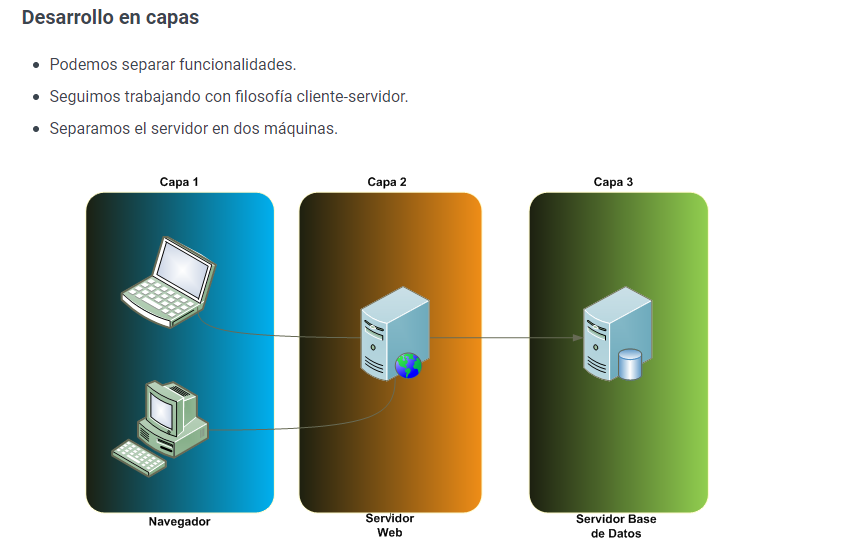 Desarrollo en capas
Podemos separar funcionalidades.
Seguimos trabajando con filosofía cliente-servidor.
Separamos el servidor en dos máquinas.
Capa 1
Capa 2
Capa 3
Navegador
Servidor
Web
Servidor Base
de Datos